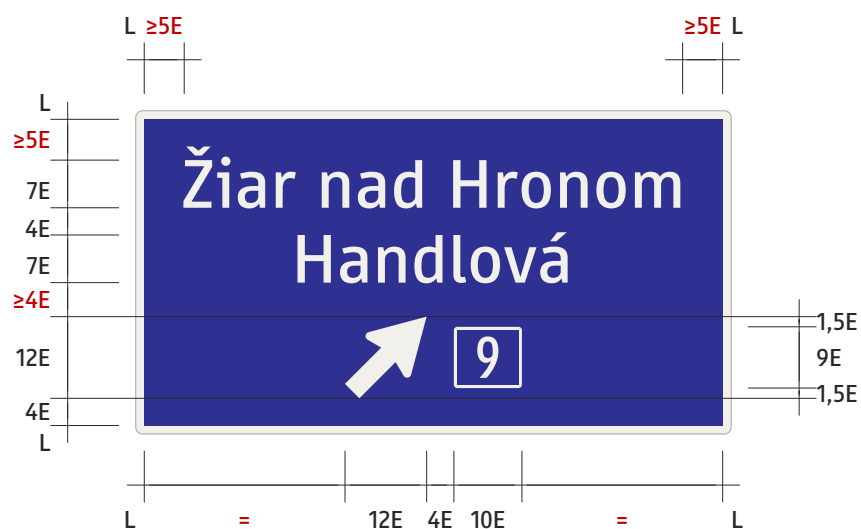 L ≥5E ≥5E L
L
≥5E
7E
4E
7E
≥4E
12E
4E
L
Žiar nad Hronom
Handlová
9
1,5E
9E
1,5E
L = 12E 4E 10E = L